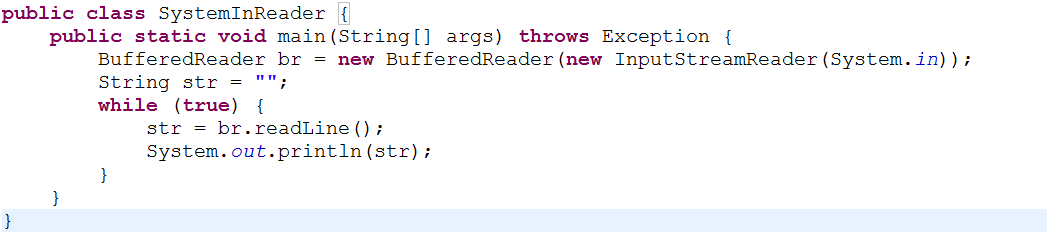 public class SystemInReader {
    public static void main(String[] args) throws Exception {
        BufferedReader br = new BufferedReader(new InputStreamReader(System.in));
        String str = "";
        while (true) {
            str = br.readLine();
            System.out.println(str);
        }
    }
}